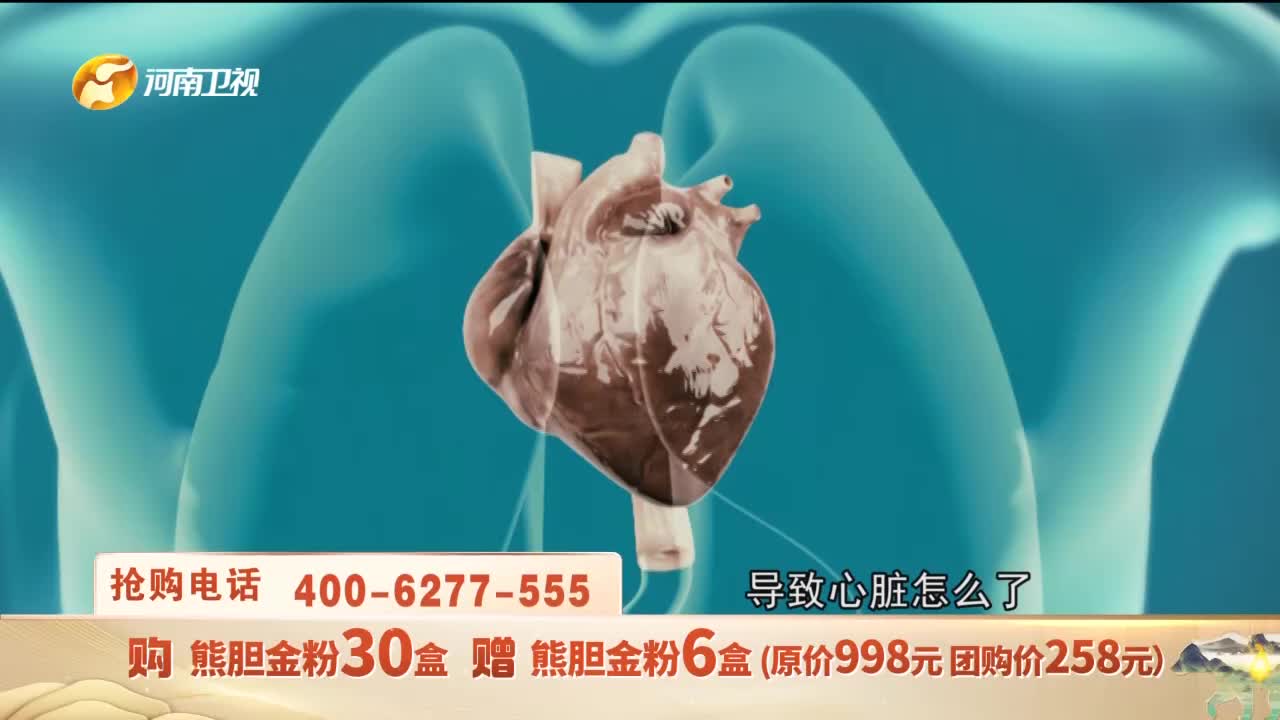 河南卫视
导致心脏怎么了
抢购电话 400-6277-555
购 熊胆金粉30盒 赠 熊胆金粉6盒 (原价998元 团购价258元)